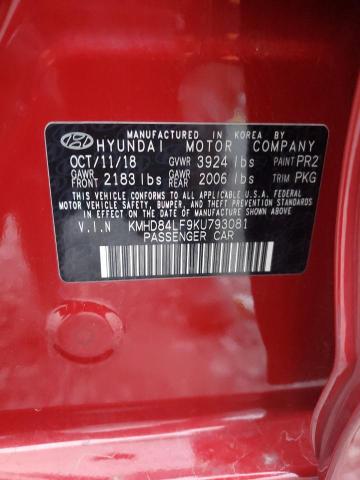 MANUFACTURED IN KOREA BY
HYUNDAI MOTOR COMPANY
OCT/11/18 GVWR 3924 lbs PAINT PR2
GAWR FRONT 2183 lbs GAWR REAR 2006 lbs TRIM PKG
THIS VEHICLE CONFORMS TO ALL APPLICABLE U.S.A. FEDERAL
MOTOR VEHICLE SAFETY, BUMPER, AND THEFT PREVENTION
STANDARDS IN EFFECT ON THE DATE OF MANUFACTURE SHOWN ABOVE.
V.I.N KMHD84LF9KU793081
PASSENGER CAR